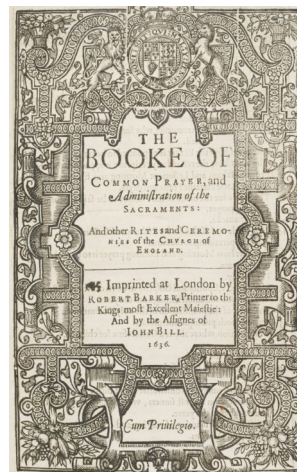 THE
BOOKE OF
COMMON PRAYER, and
Administration of the
SACRAMENTS:
And other RITES and CEREMO-
NIES of the CHVRCH of
ENGLAND.
Imprinted at London by
ROBERT BARKER, Printer to the
Kings most Excellent Maiestie:
And by the Assignes of
IOHN BILL.
1636.
Cum Privilegio.